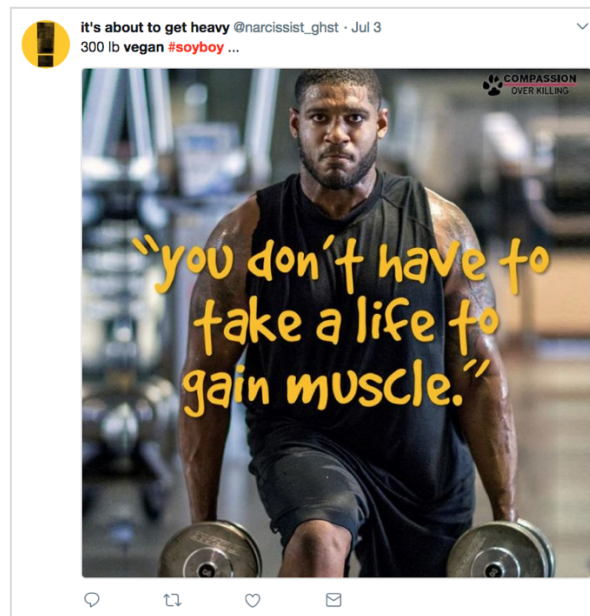 it's about to get heavy @narcissist_ghst · Jul 3
300 lb vegan #soyboy ...
COMPASSION
OVER KILLING
"you don't have to
take a life to
gain muscle."